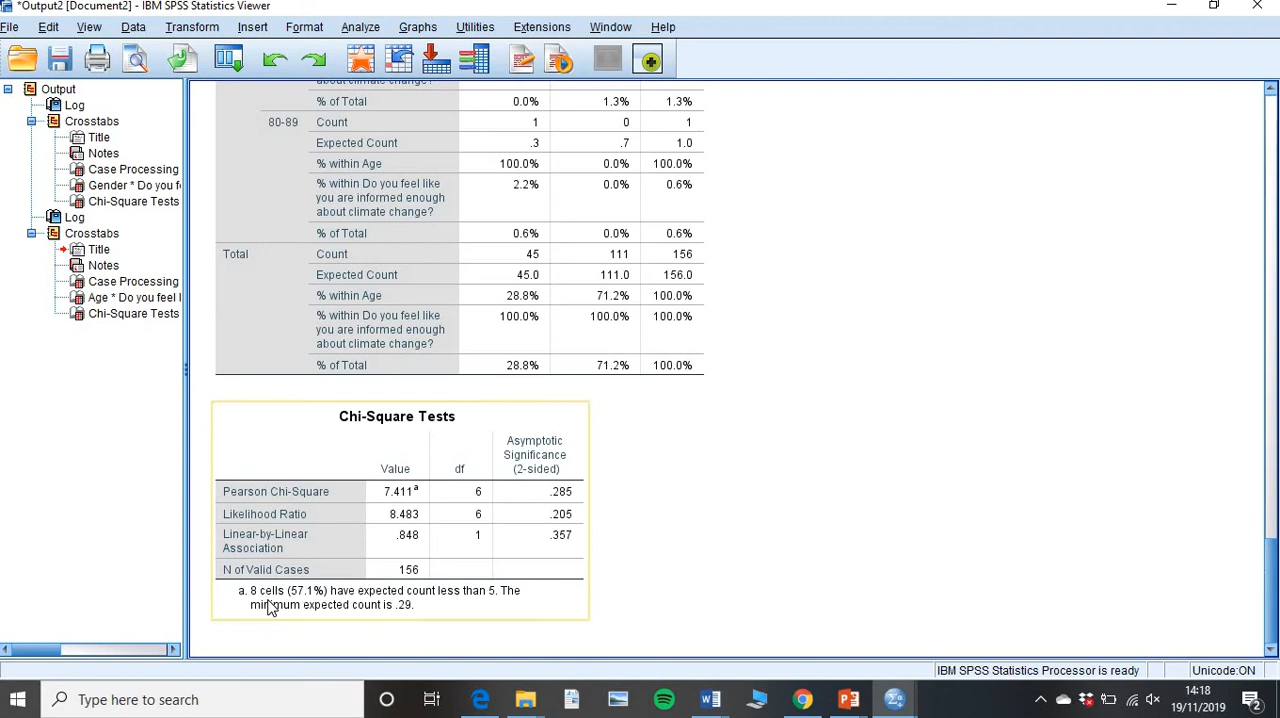 *Output2 [Document2] - IBM SPSS Statistics Viewer
File Edit View Data Transform Insert Format Analyze Graphs Utilities Extensions Window Help
Output
Log
Crosstabs
Title
Notes
Case Processing
Gender * Do you f
Chi-Square Tests
Log
Crosstabs
Title
Notes
Case Processing
Age * Do you feel l
Chi-Square Tests
about climate change?
% of Total 0.0% 1.3% 1.3%
80-89 Count 1 0 1
Expected Count .3 .7 1.0
% within Age 100.0% 0.0% 100.0%
% within Do you feel like 2.2% 0.0% 0.6%
you are informed enough
about climate change?
% of Total 0.6% 0.0% 0.6%
Total Count 45 111 156
Expected Count 45.0 111.0 156.0
% within Age 28.8% 71.2% 100.0%
% within Do you feel like 100.0% 100.0% 100.0%
you are informed enough
about climate change?
% of Total 28.8% 71.2% 100.0%
Chi-Square Tests
Asymptotic
Significance
Value df (2-sided)
Pearson Chi-Square 7.411a 6 .285
Likelihood Ratio 8.483 6 .205
Linear-by-Linear .848 1 .357
Association
N of Valid Cases 156
a. 8 cells (57.1%) have expected count less than 5. The
minimum expected count is .29.
IBM SPSS Statistics Processor is ready Unicode:ON
Type here to search
14:18
19/11/2019
2